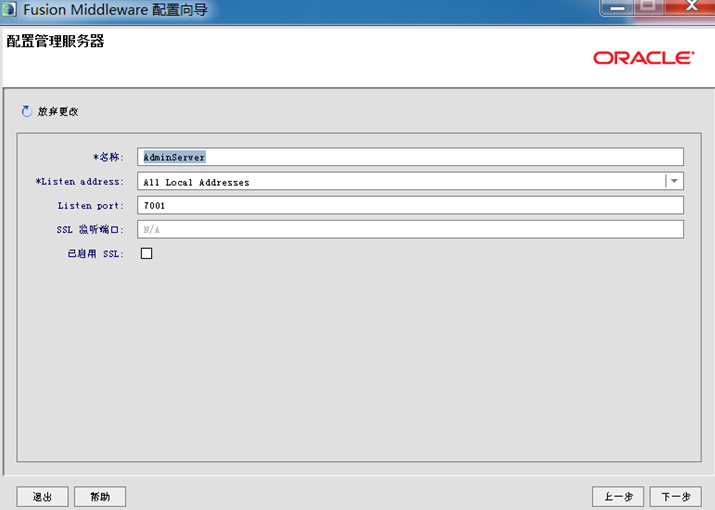 Fusion Middleware 配置向导
配置管理服务器
ORACLE
放弃更改
*名称: AdminServer
*Listen address: All Local Addresses
Listen port: 7001
SSL 监听端口: N/A
已启用 SSL:
退出 帮助 上一步 下一步